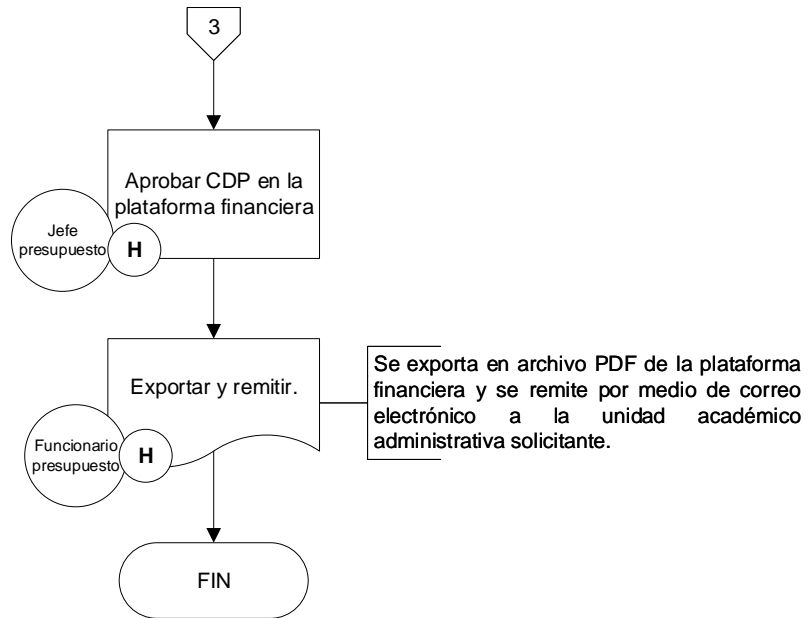 3
Aprobar CDP en la
plataforma financiera
Jefe
presupuesto
H
Exportar y remitir.
Se exporta en archivo PDF de la plataforma
financiera y se remite por medio de correo
electrónico a la unidad académico
administrativa solicitante.
Funcionario
presupuesto
H
FIN